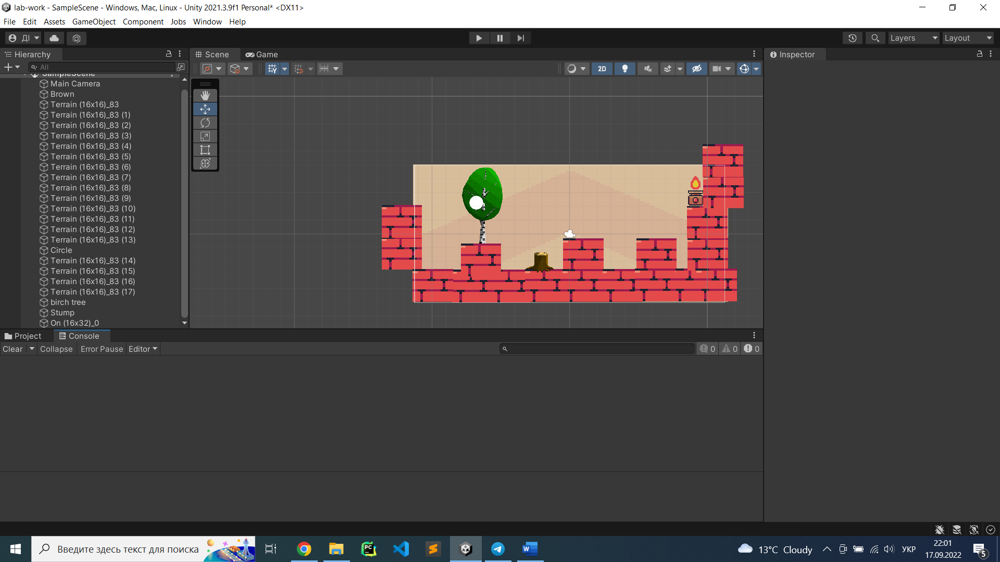 lab-work - SampleScene - Windows, Mac, Linux - Unity 2021.3.9f1 Personal* <DX11>
File Edit Assets GameObject Component Jobs Window Help
ДІ Layers Layout
Hierarchy
All
SampleScene
Main Camera
Brown
Terrain (16x16)_83
Terrain (16x16)_83 (1)
Terrain (16x16)_83 (2)
Terrain (16x16)_83 (3)
Terrain (16x16)_83 (4)
Terrain (16x16)_83 (5)
Terrain (16x16)_83 (6)
Terrain (16x16)_83 (7)
Terrain (16x16)_83 (8)
Terrain (16x16)_83 (9)
Terrain (16x16)_83 (10)
Terrain (16x16)_83 (11)
Terrain (16x16)_83 (12)
Terrain (16x16)_83 (13)
Circle
Terrain (16x16)_83 (14)
Terrain (16x16)_83 (15)
Terrain (16x16)_83 (16)
Terrain (16x16)_83 (17)
birch tree
Stump
On (16x32)_0
Scene Game
2D
Inspector
Project Console
Clear Collapse Error Pause Editor 0 0 0
Введите здесь текст для поиска
PC
W
13°C Cloudy
УКР
22:01
17.09.2022
5